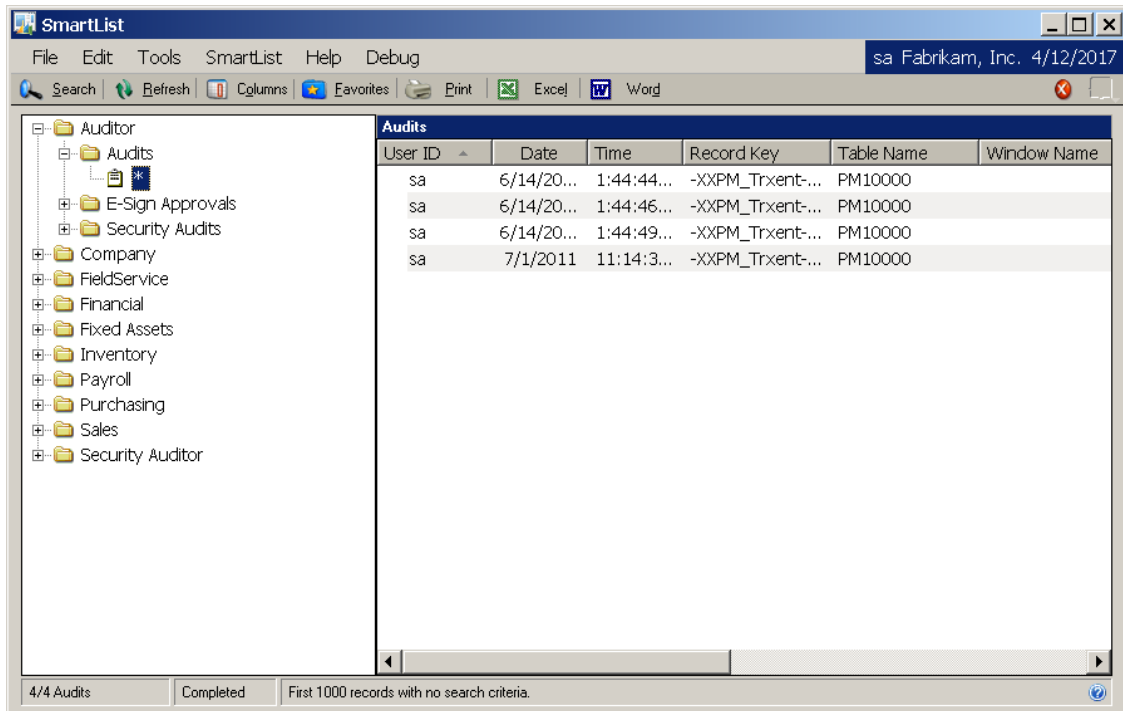 SmartList
File Edit Tools SmartList Help Debug sa Fabrikam, Inc. 4/12/2017
Search Refresh Columns Favorites Print Excel Word
Auditor
Audits
*
E-Sign Approvals
Security Audits
Company
FieldService
Financial
Fixed Assets
Inventory
Payroll
Purchasing
Sales
Security Auditor
Audits
User ID Date Time Record Key Table Name Window Name
sa 6/14/20... 1:44:44... -XXPM_Trxent-... PM10000
sa 6/14/20... 1:44:46... -XXPM_Trxent-... PM10000
sa 6/14/20... 1:44:49... -XXPM_Trxent-... PM10000
sa 7/1/2011 11:14:3... -XXPM_Trxent-... PM10000
4/4 Audits Completed First 1000 records with no search criteria.